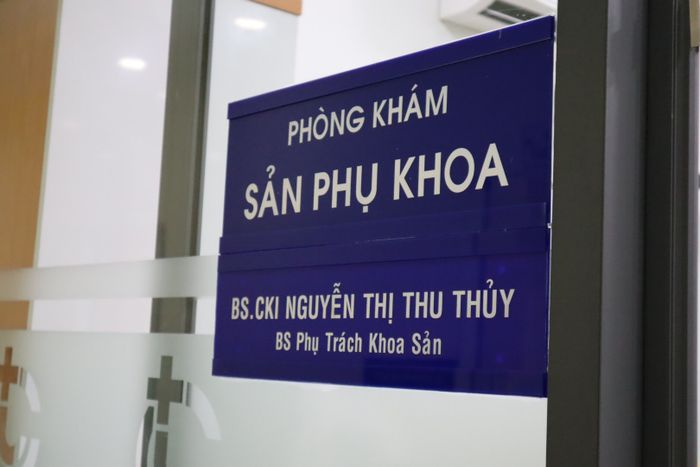 PHÒNG KHÁM
SẢN PHỤ KHOA
BS.CKI NGUYỄN THỊ THU THỦY
BS Phụ Trách Khoa Sản